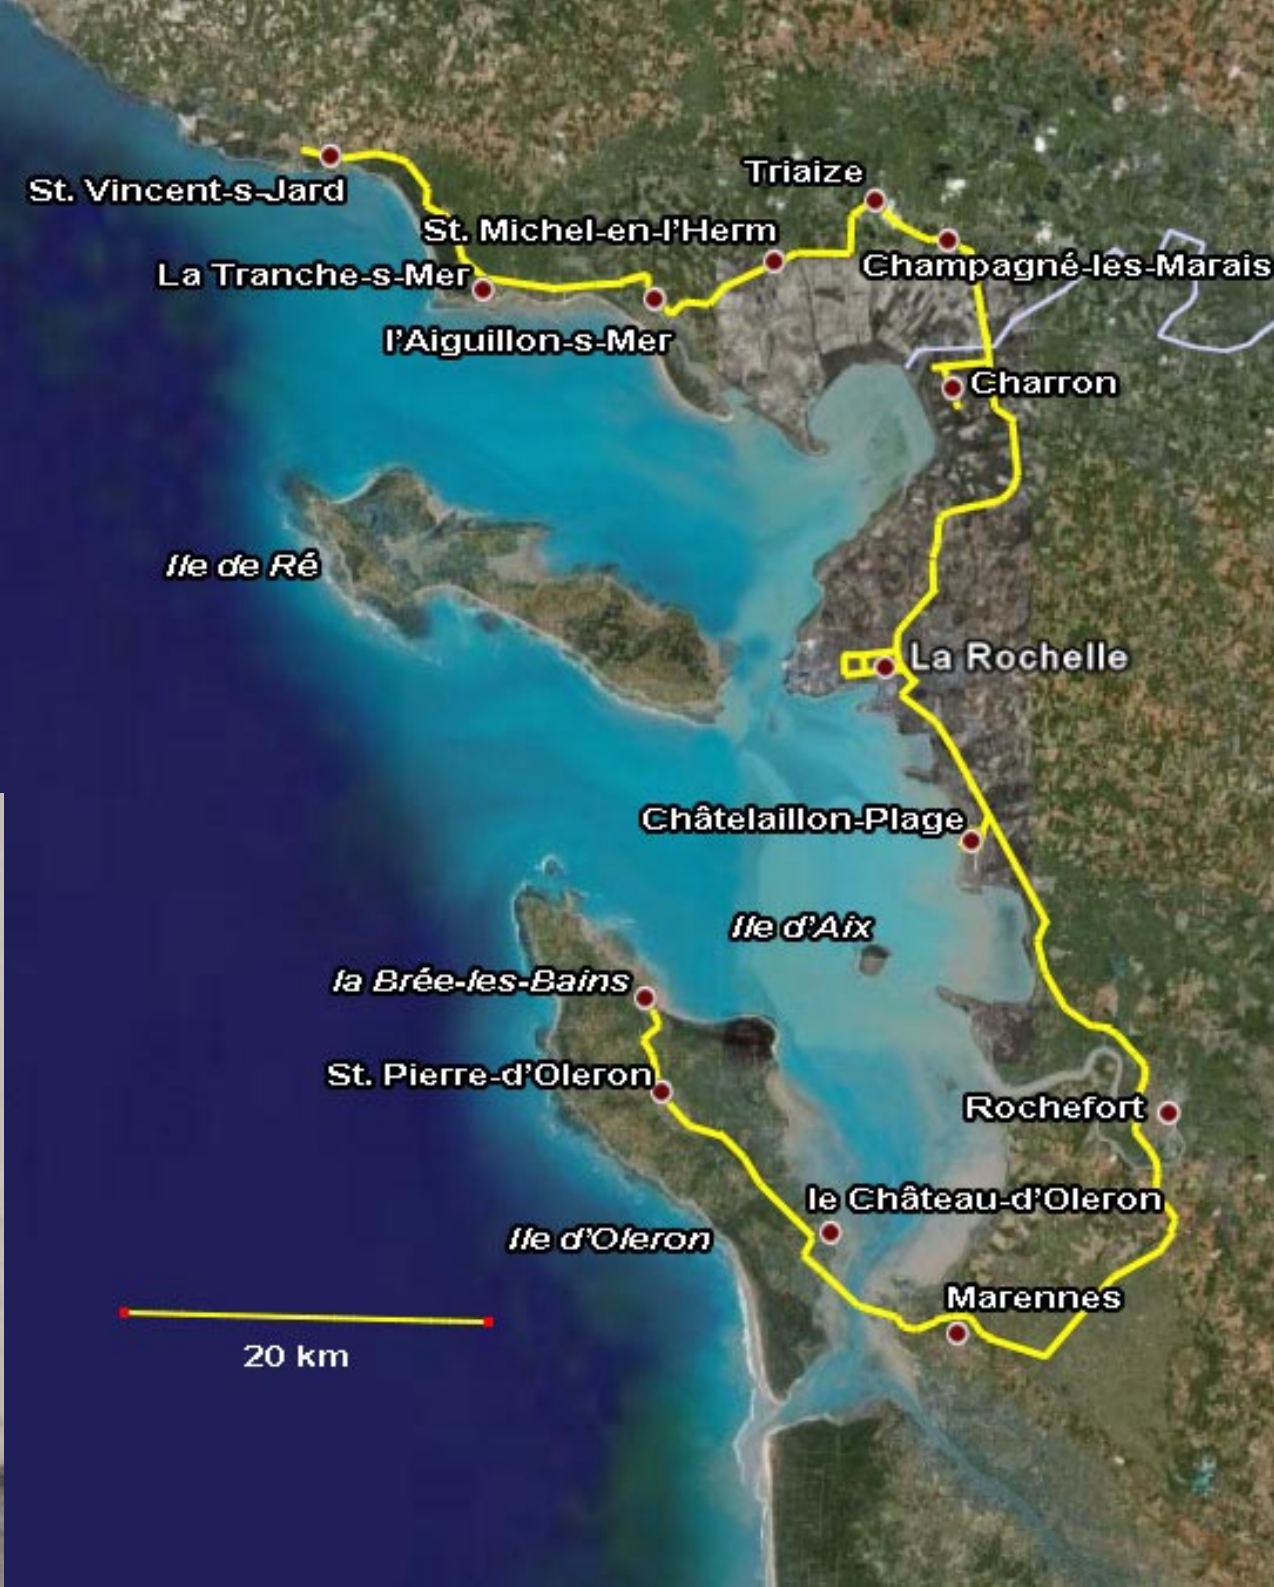 Triaize
St. Vincent-s-Jard
St. Michel-en-l'Herm
La Tranche-s-Mer
Champagné-les-Marais
l'Aiguillon-s-Mer
Charron
Ile de Ré
La Rochelle
Châtelaillon-Plage
Ile d'Aix
la Brée-les-Bains
St. Pierre-d'Oleron
Rochefort
le Château-d'Oleron
Ile d'Oleron
Marennes
20 km